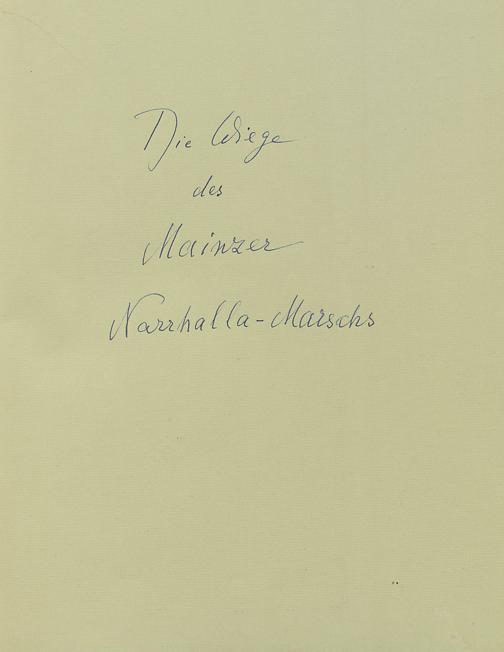 Die Wiege
des
Mainzer
Narrhalla-Marschs